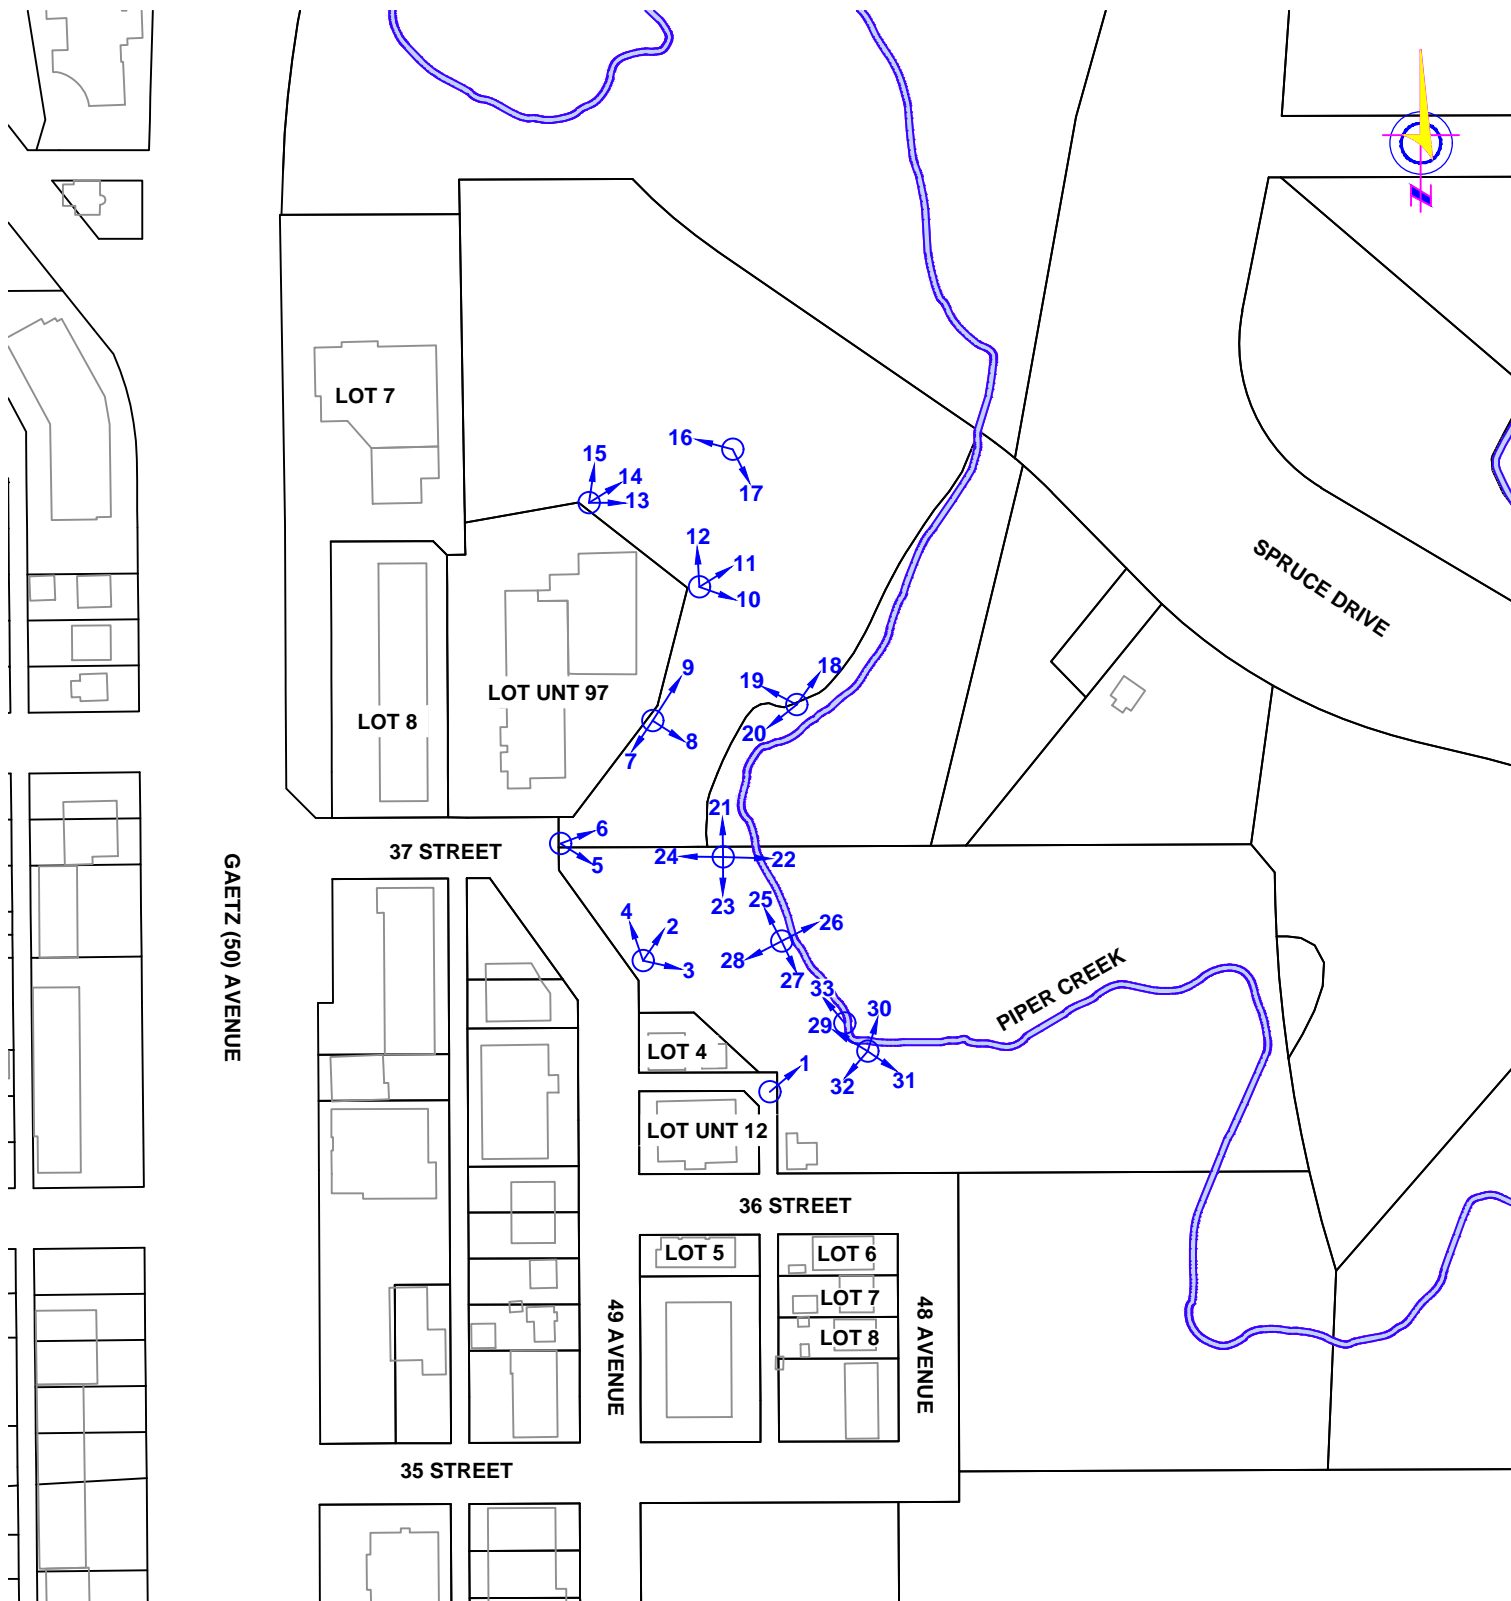 N
LOT 7
16
15
14
13
17
12
11
10
SPRUCE DRIVE
9
18
19
LOT UNT 97
LOT 8
20
8
7
21
6
37 STREET
24
22
5
GAETZ (50) AVENUE
25
23
4
2
26
28
3
27
PIPER CREEK
33
30
29
LOT 4
1
31
32
LOT UNT 12
36 STREET
LOT 5
LOT 6
LOT 7
49 AVENUE
48 AVENUE
LOT 8
35 STREET